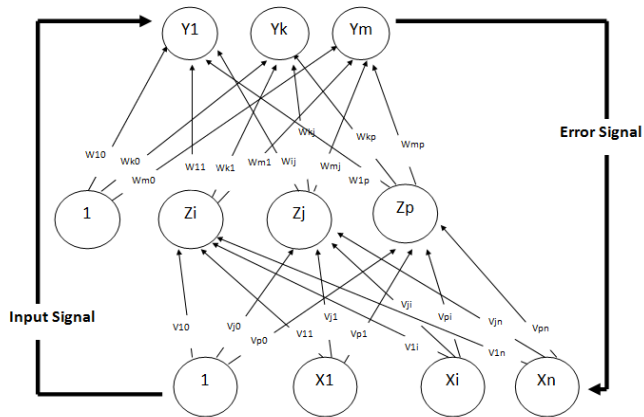 Y1 Yk Ym
Wkj Wkp
Error Signal
W10 Wk0 Wm0 W11 Wk1 Wm1 Wij Wmj W1p Wmp
1 Zi Zj Zp
Input Signal
V10 Vj0 Vp0 V11 Vj1 Vp1 Vji V1i Vpi Vjn V1n Vpn
1 X1 Xi Xn